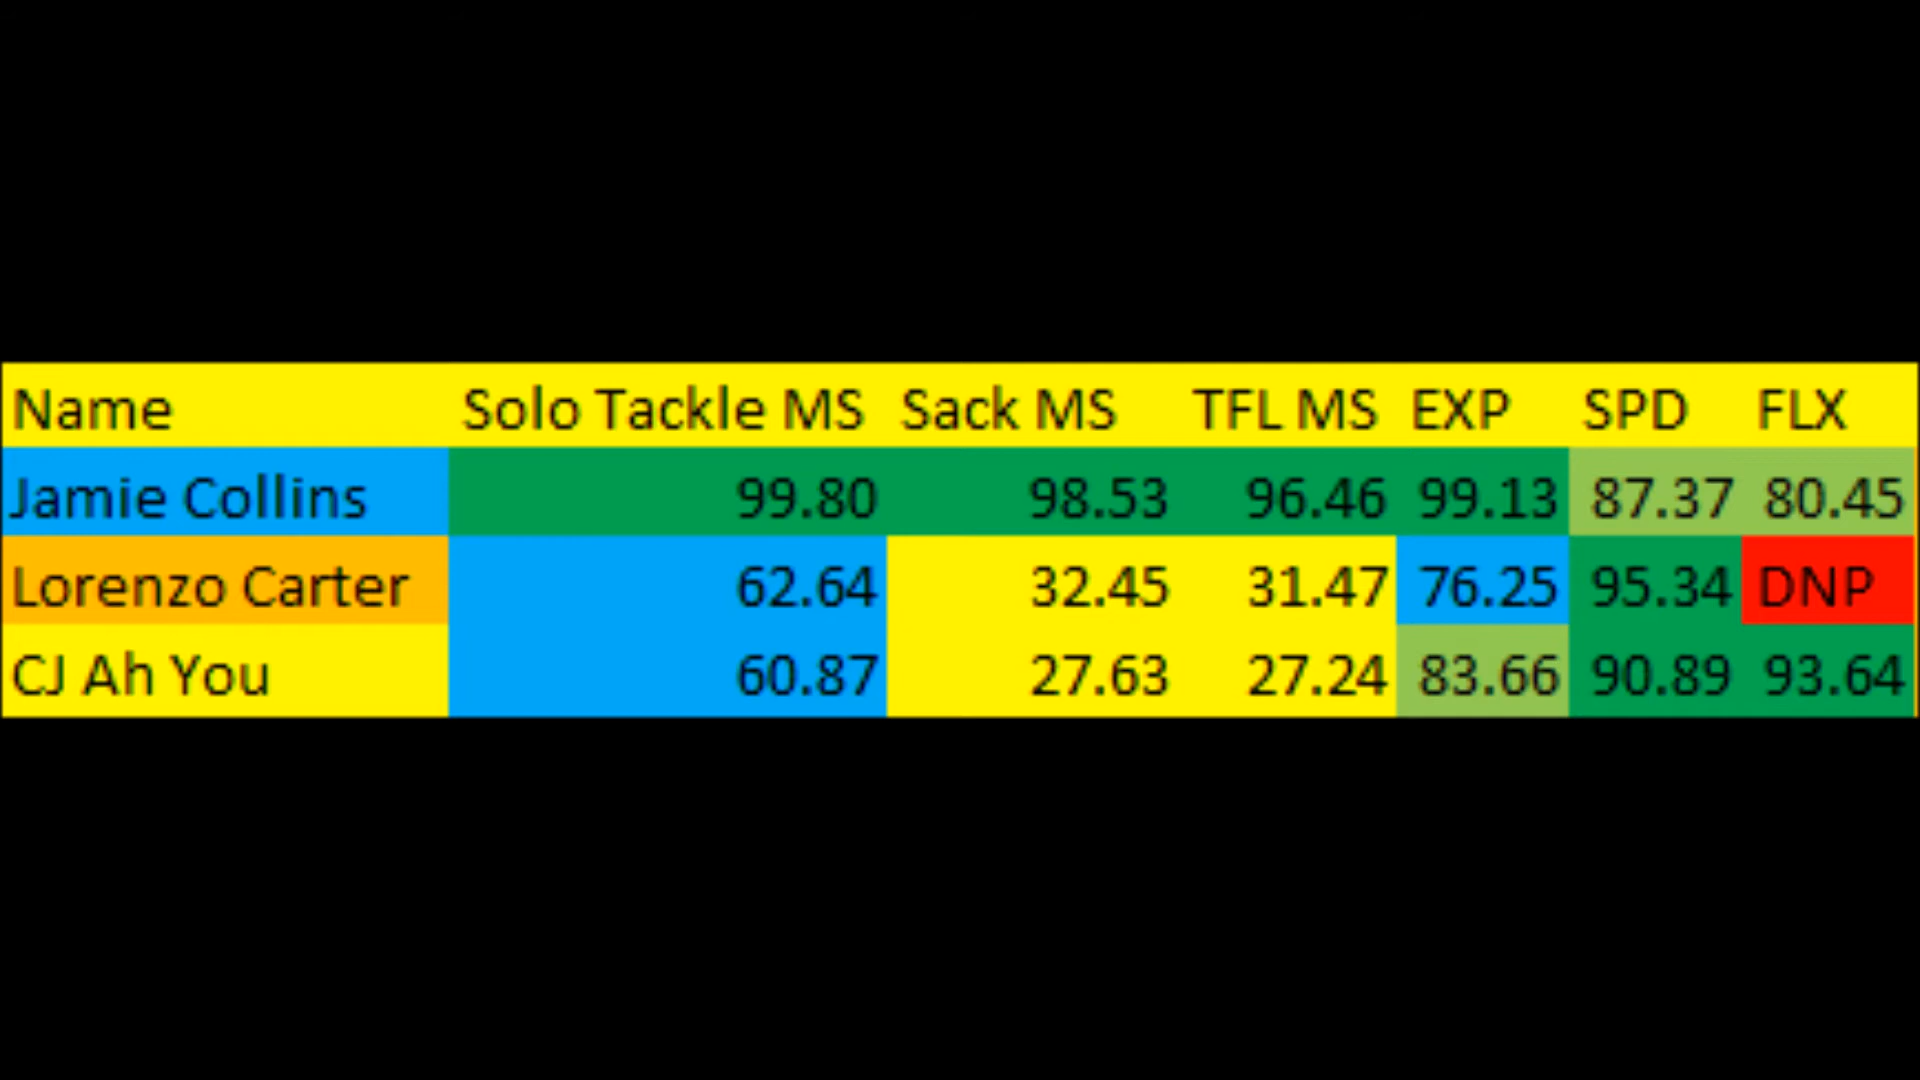 Name Solo Tackle MS Sack MS TFL MS EXP SPD FLX
Jamie Collins 99.80 98.53 96.46 99.13 87.37 80.45
Lorenzo Carter 62.64 32.45 31.47 76.25 95.34 DNP
CJ Ah You 60.87 27.63 27.24 83.66 90.89 93.64